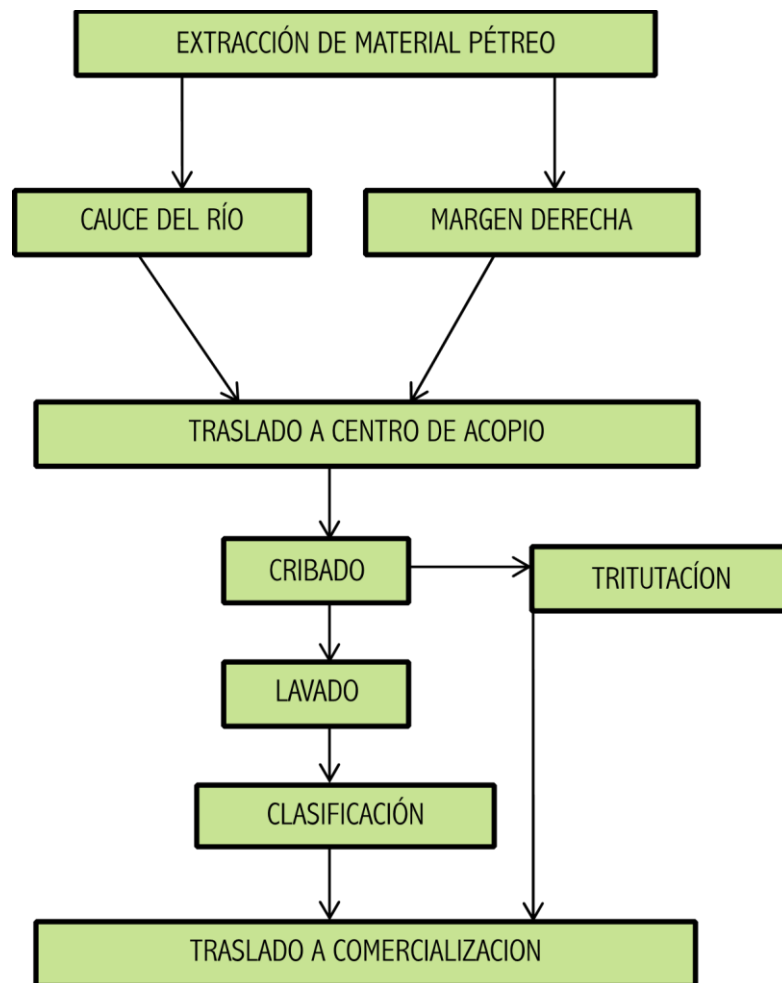 EXTRACCIÓN DE MATERIAL PÉTREO
CAUCE DEL RÍO
MARGEN DERECHA
TRASLADO A CENTRO DE ACOPIO
CRIBADO
TRITUTACÍON
LAVADO
CLASIFICACIÓN
TRASLADO A COMERCIALIZACION